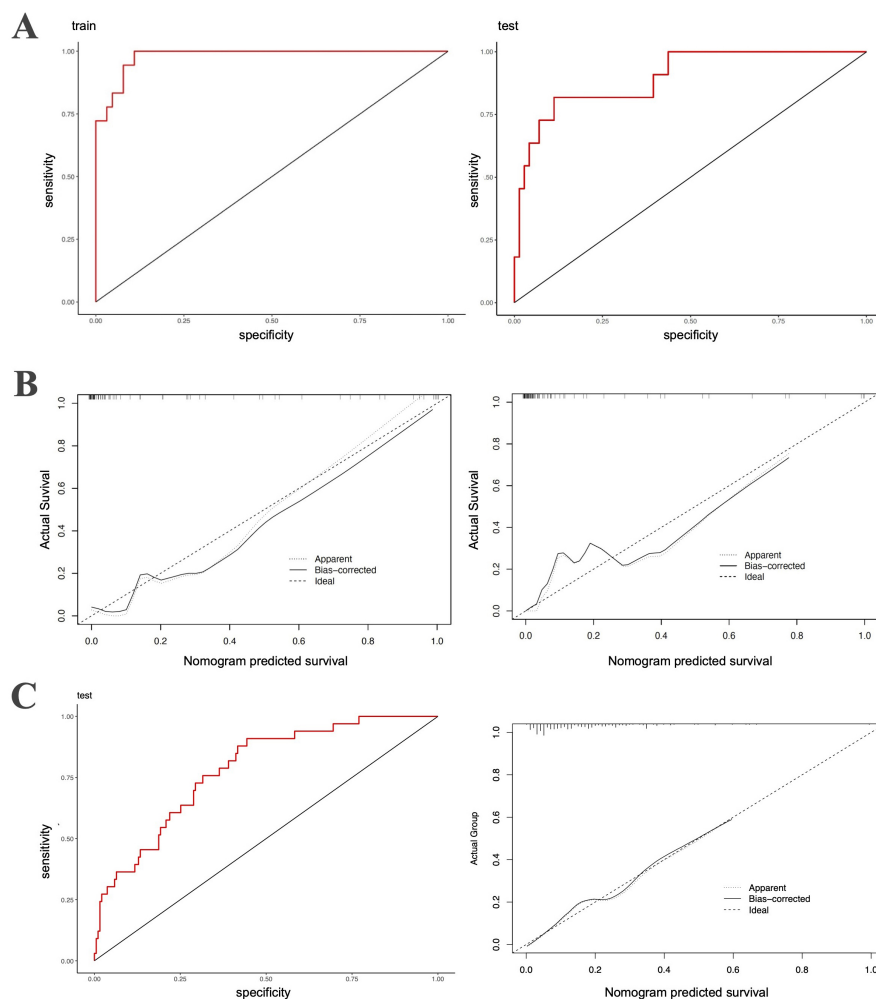 A
train
1.00
0.75
0.50
0.25
0.00
sensitivity
0.00
0.25
0.50
0.75
1.00
specificity
test
1.00
0.75
.50
0.25
0.00
sensitivity
0.00
0.25
0.50
0.75
1.00
specificity
B
1.0
0.8
0.6
0.4
0.2
0.0
Actual Suvival
Apparent
Bias-corrected
Ideal
0.0
0.2
0.4
0.6
0.8
1.0
Nomogram predicted survival
1.0
0.8
0.6
0.4
0.2
0.0
Actual Survival
Apparent
Bias-corrected
Ideal
0.0
0.2
0.4
0.6
0.8
1.0
Nomogram predicted survival
C
test
1.00
0.75
0.50
0.25
0.00
sensitivity
0.00
0.25
0.50
0.75
1.00
specificity
1.0
0.8
0.6
0.4
0.2
0.0
Actual Group
Apparent
Bias-corrected
Ideal
0.0
0.2
0.4
0.6
0.8
1.0
Nomogram predicted survival